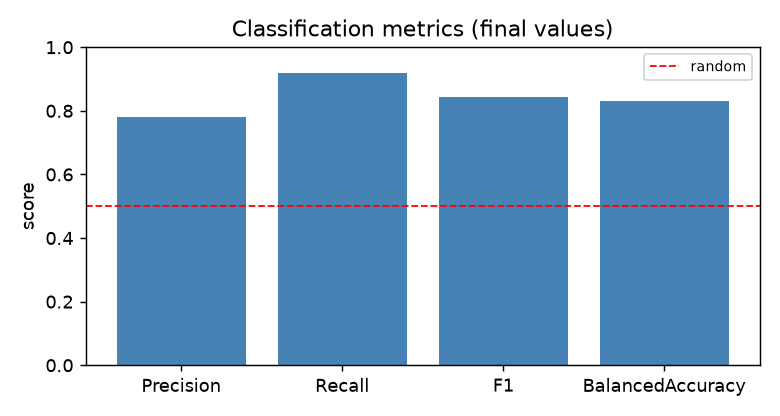 Classification metrics (final values)
1.0
0.8
0.6
0.4
0.2
0.0
score
random
Precision
Recall
F1
BalancedAccuracy